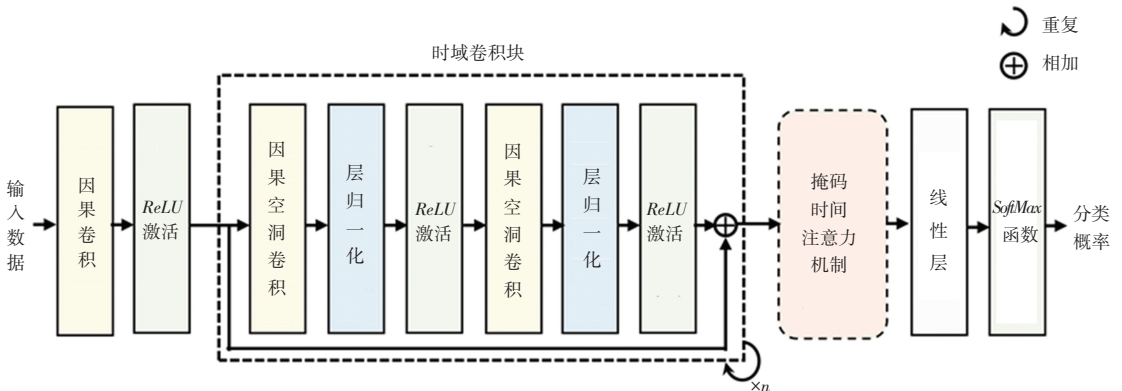 重复
相加
时域卷积块
输入数据
因果卷积
ReLU
激活
因果空洞卷积
层归一化
ReLU
激活
因果空洞卷积
层归一化
ReLU
激活
掩码
时间
注意力
机制
线性层
SoftMax
函数
分类
概率
×n